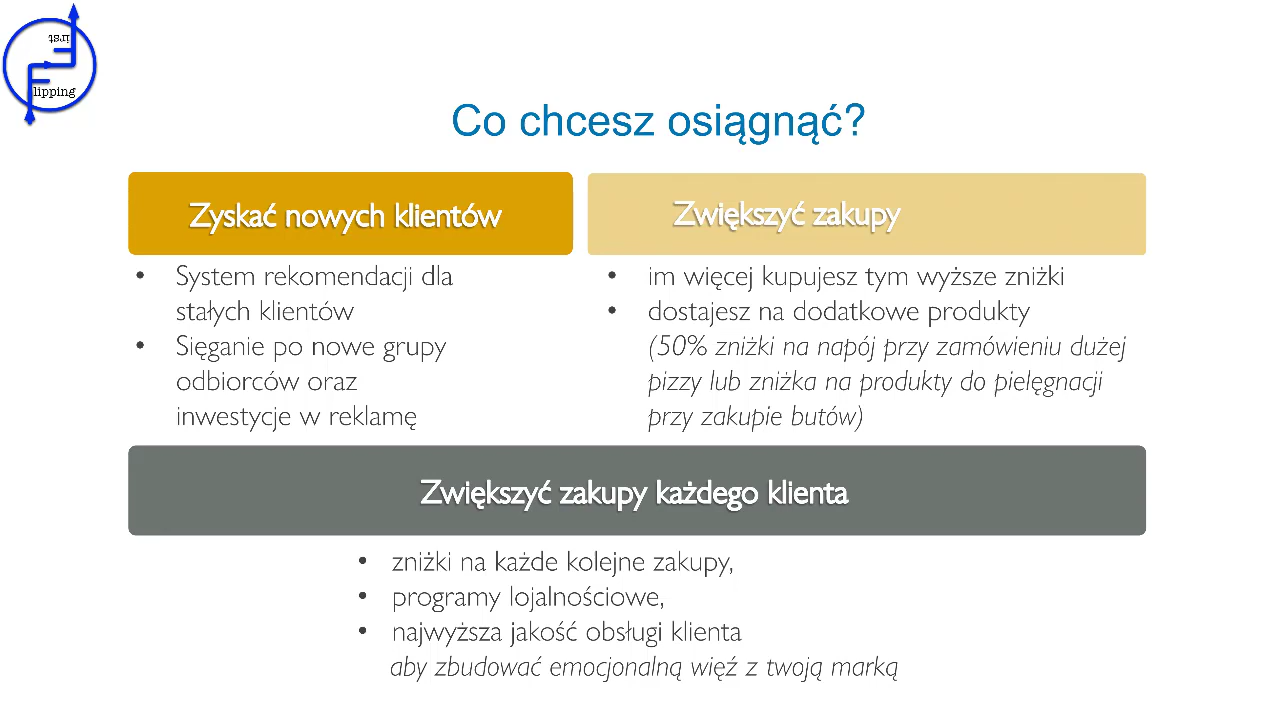 First
Flipping
Co chcesz osiągnąć?
Zyskać nowych klientów
System rekomendacji dla
stałych klientów
Sięganie po nowe grupy
odbiorców oraz
inwestycje w reklamę
Zwiększyć zakupy
im więcej kupujesz tym wyższe zniżki
dostajesz na dodatkowe produkty
(50% zniżki na napój przy zamówieniu dużej
pizzy lub zniżka na produkty do pielęgnacji
przy zakupie butów)
Zwiększyć zakupy każdego klienta
zniżki na każde kolejne zakupy,
programy lojalnościowe,
najwyższa jakość obsługi klienta
aby zbudować emocjonalną więź z twoją marką